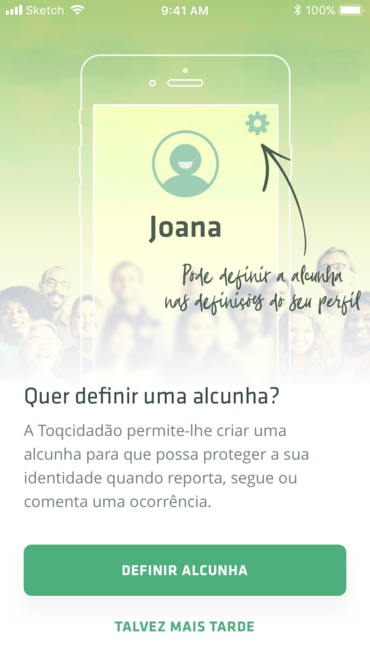 Sketch 9:41 AM 100%
Joana
Pode definir a alcunha
nas definisões do seu perfil
Quer definir uma alcunha?
A Toqcidadão permite-lhe criar uma
alcunha para que possa proteger a sua
identidade quando reporta, segue ou
comenta uma ocorrência.
DEFINIR ALCUNHA
TALVEZ MAIS TARDE